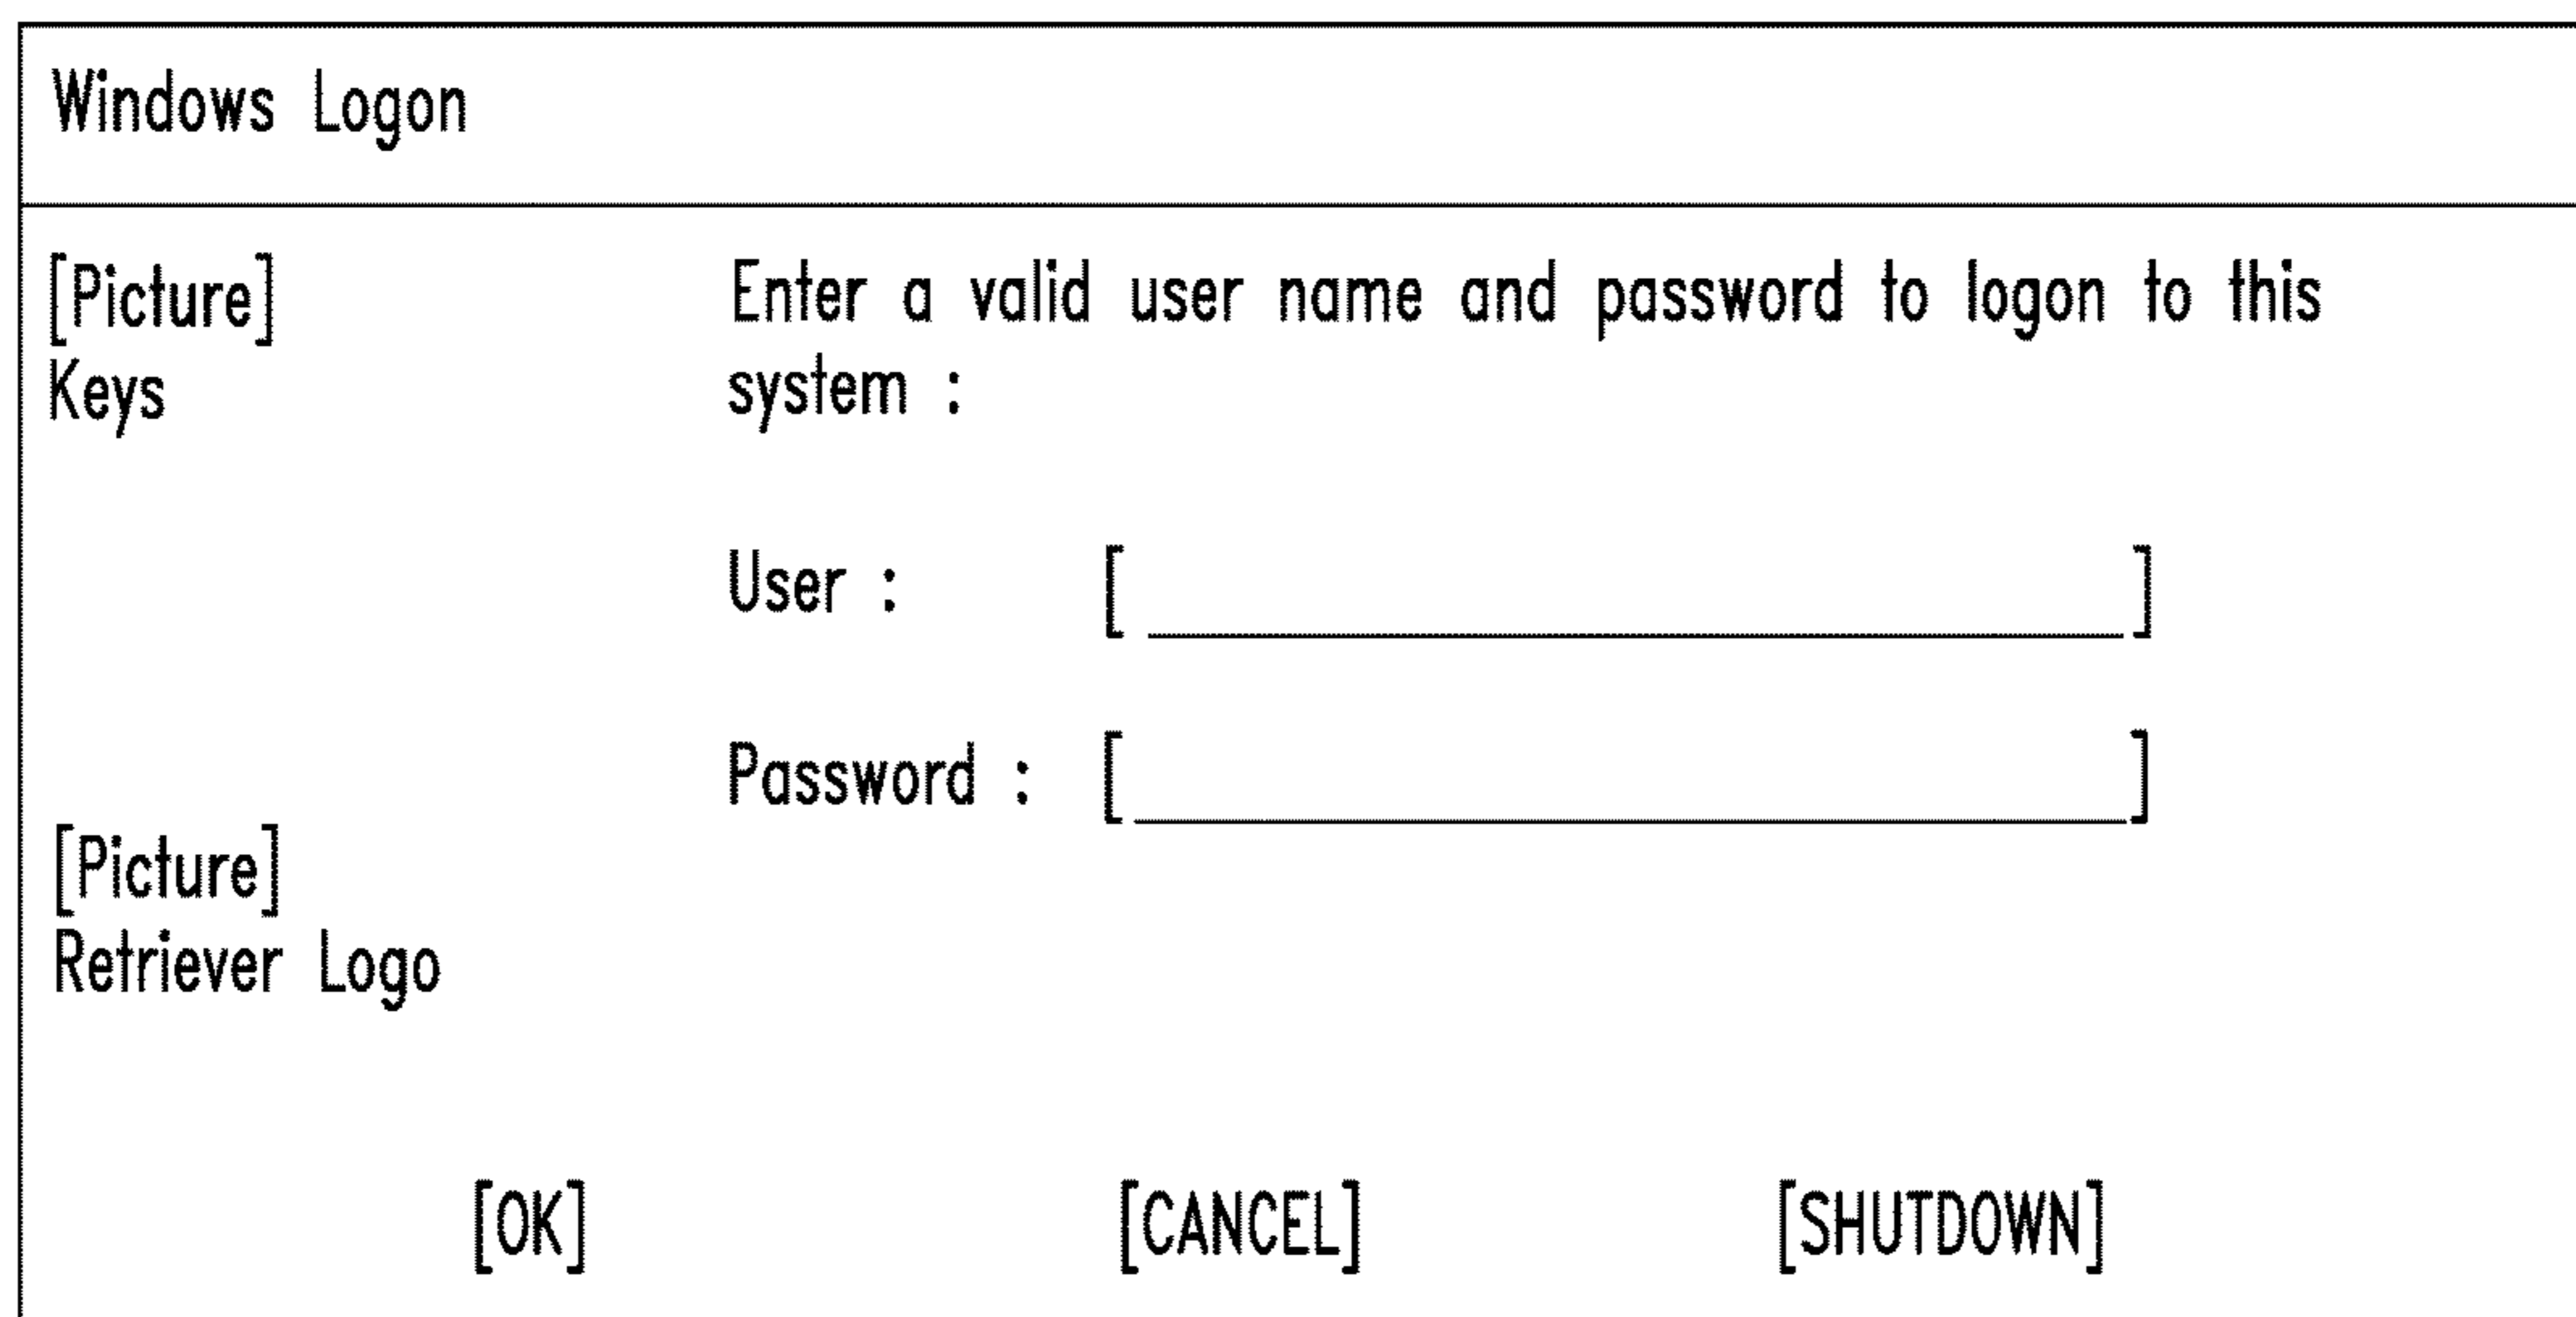 Windows Logon
[Picture] Enter a valid user name and password to logon to this
Keys system :
User : [ ]
Password : [ ]
[Picture]
Retriever Logo
[OK] [CANCEL] [SHUTDOWN]